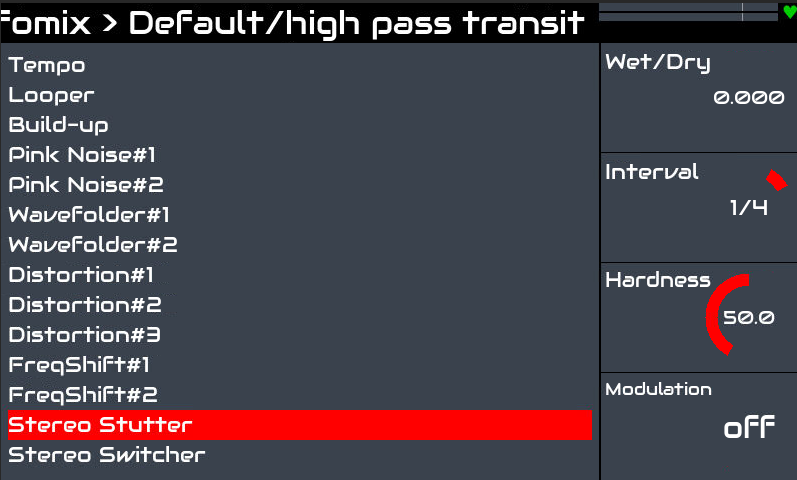 fomix > Default/high pass transit
Tempo
Looper
Build-up
Pink Noise#1
Pink Noise#2
Wavefolder#1
Wavefolder#2
Distortion#1
Distortion#2
Distortion#3
FreqShift#1
FreqShift#2
Stereo Stutter
Stereo Switcher
Wet/Dry
0.000
Interval
1/4
Hardness
50.0
Modulation
off